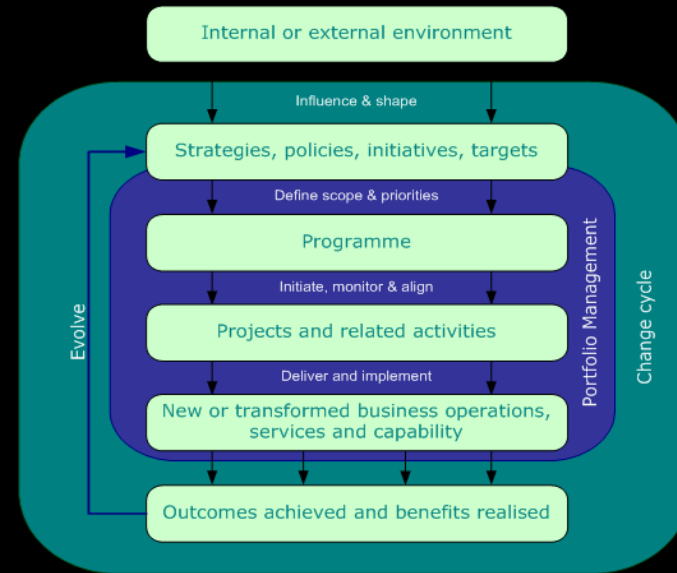 Internal or external environment
Influence & shape
Strategies, policies, initiatives, targets
Define scope & priorities
Programme
Initiate, monitor & align
Projects and related activities
Deliver and implement
New or transformed business operations,
services and capability
Outcomes achieved and benefits realised
Evolve
Portfolio Management
Change cycle